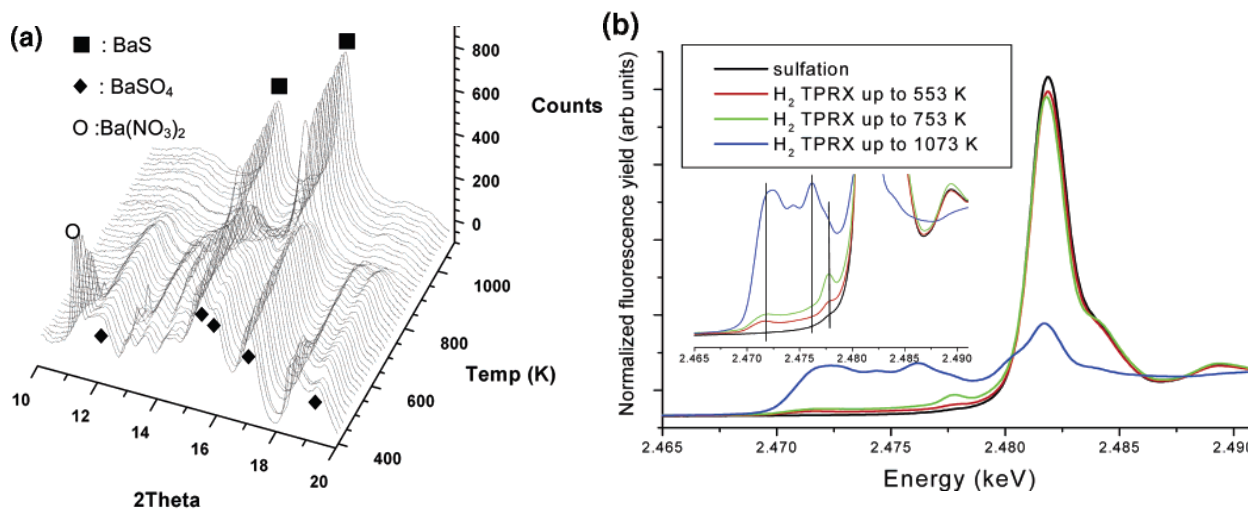 (a)
■ : BaS
◆ : BaSO₄
O :Ba(NO₃)₂
O
Counts
800
600
400
200
0
1000
800
600
400
Temp (K)
10
12
14
16
18
20
2Theta
(b)
sulfation
H₂ TPRX up to 553 K
H₂ TPRX up to 753 K
H₂ TPRX up to 1073 K
2.465 2.470 2.475 2.480 2.485 2.490
Normalized fluorescence yield (arb units)
2.465 2.470 2.475 2.480 2.485 2.490
Energy (keV)